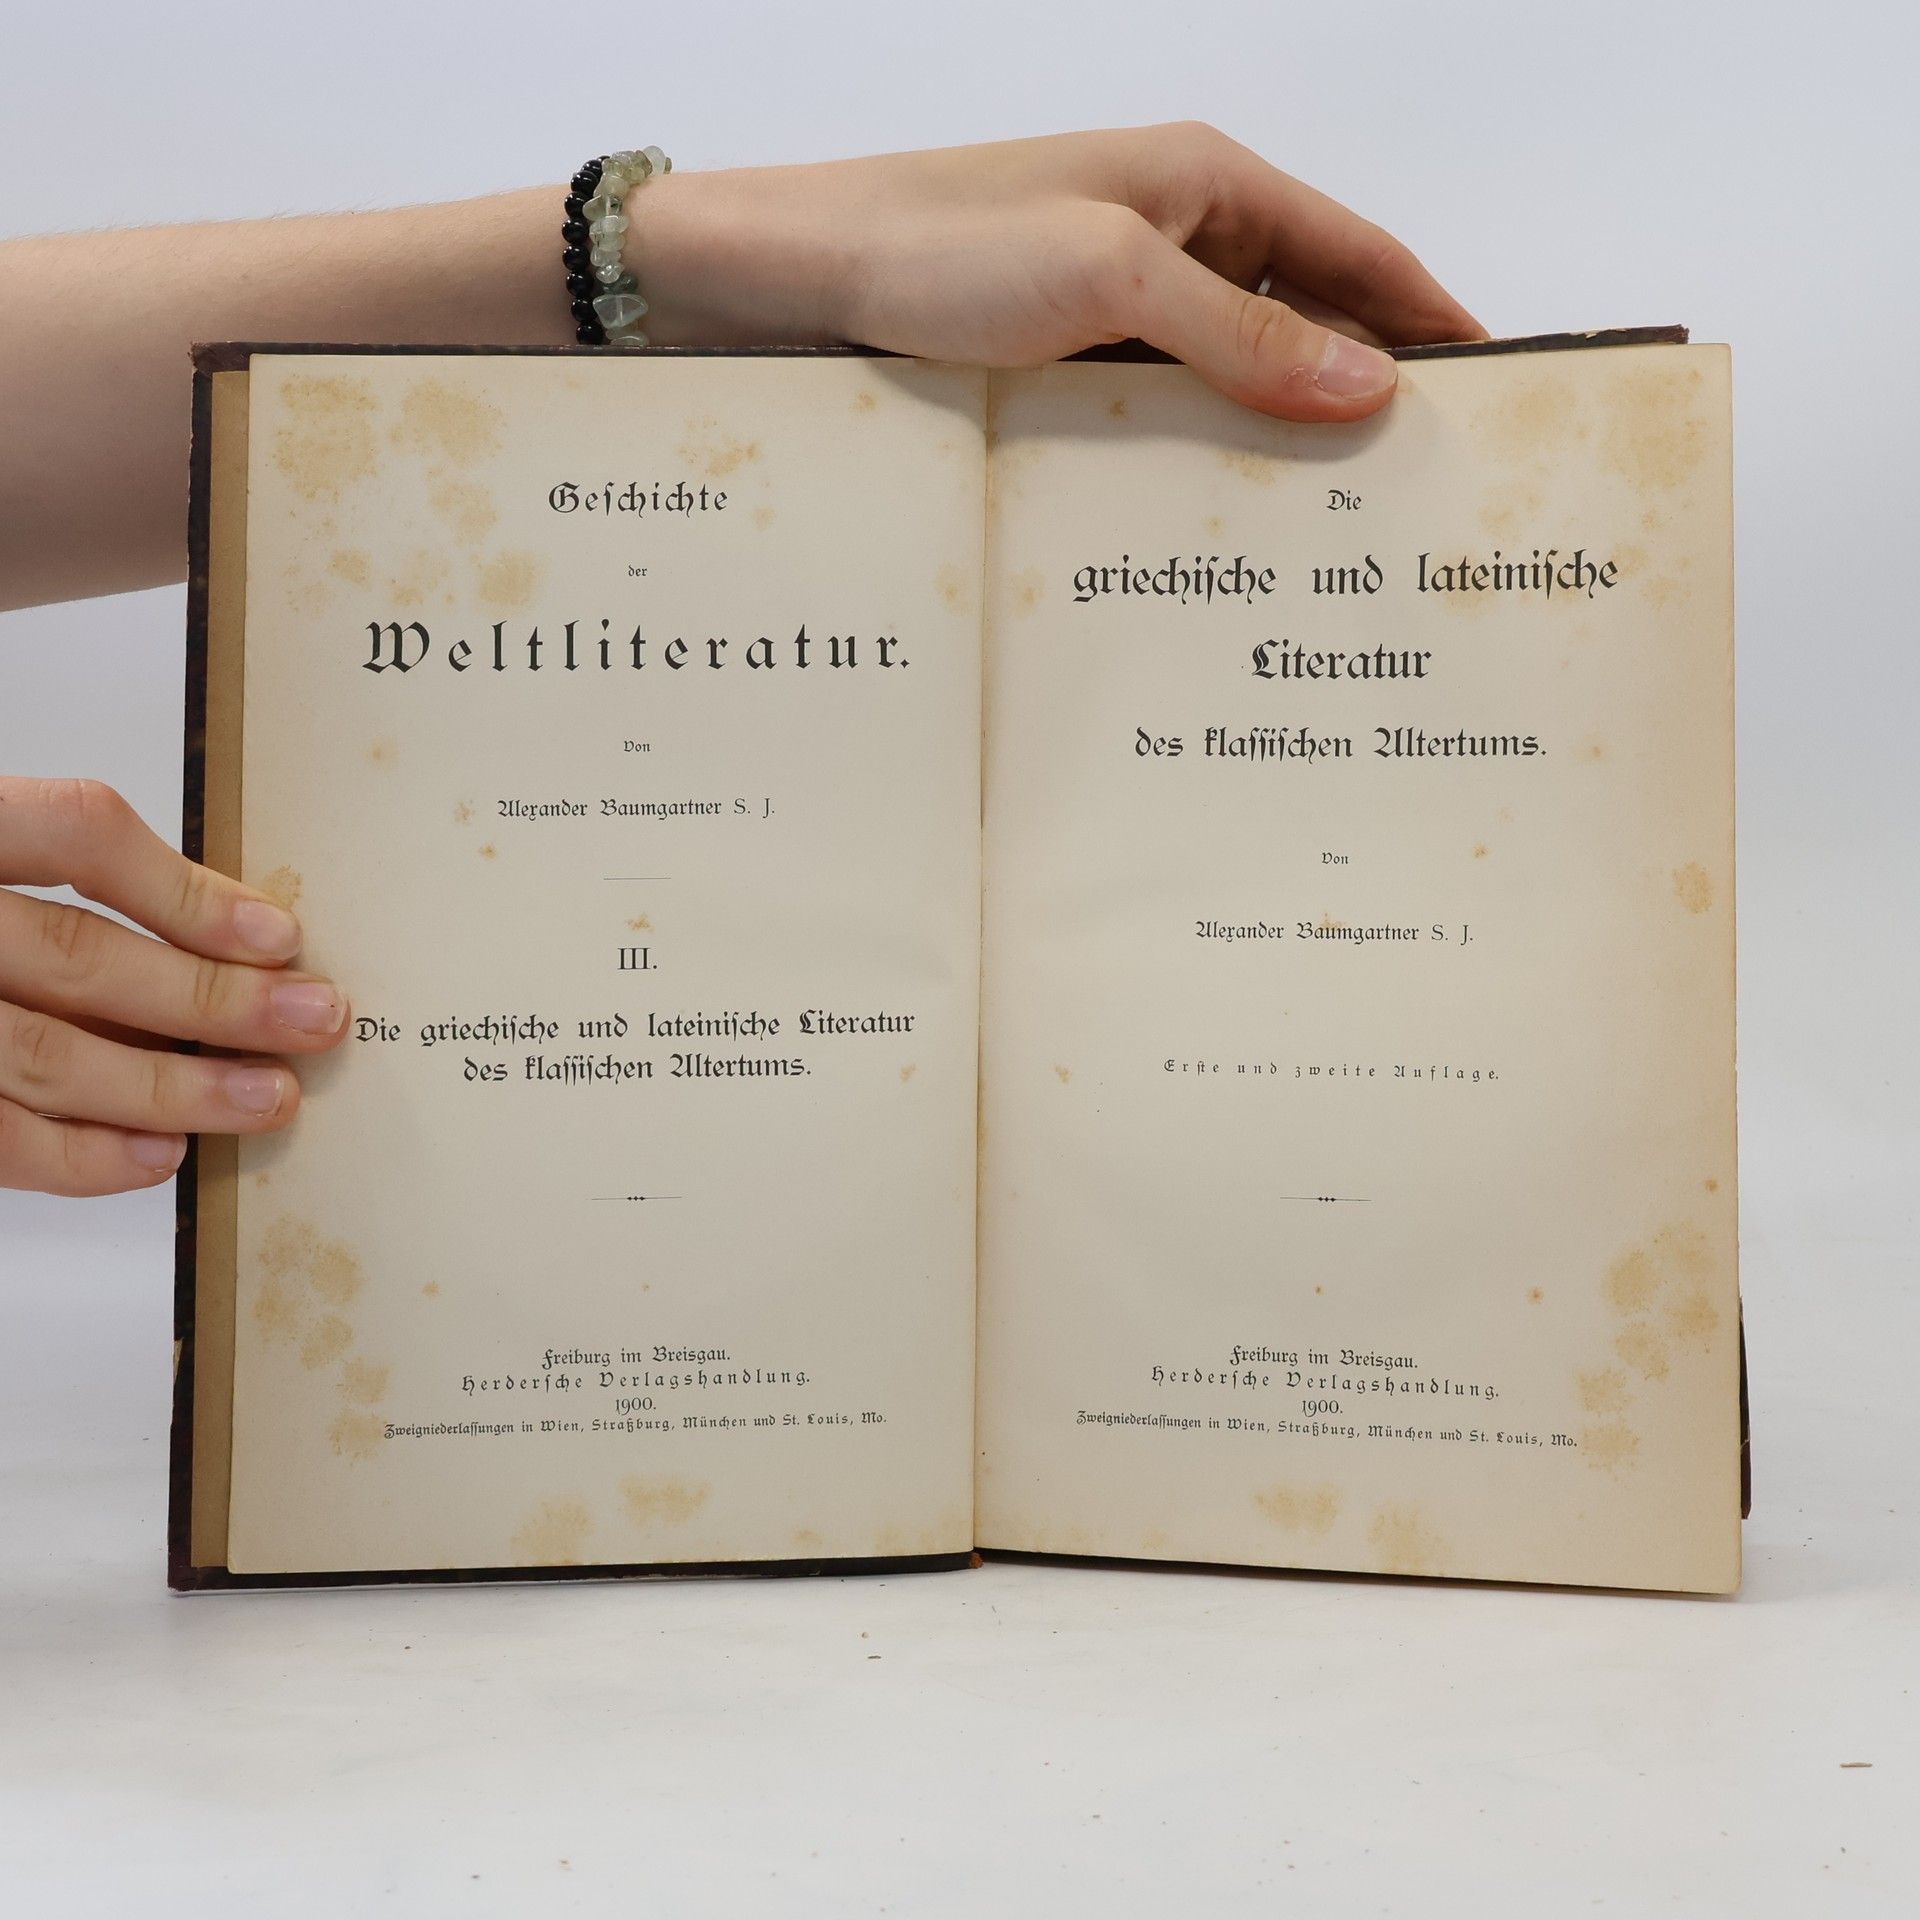 Geſchichte
der
Weltliteratur.
Von
Alexander Baumgartner S. J.
III.
Die griechiſche und lateiniſche Literatur
des klaſſiſchen Altertums.
Freiburg im Breisgau.
Herderſche Verlagshandlung.
1900.
Zweigniederlaſſungen in Wien, Straßburg, München und St. Louis, Mo.
Die
griechiſche und lateiniſche
Literatur
des klaſſiſchen Altertums.
Von
Alexander Baumgartner S. J.
Erſte und zweite Auflage.
Freiburg im Breisgau.
Herderſche Verlagshandlung.
1900.
Zweigniederlaſſungen in Wien, Straßburg, München und St. Louis, Mo.